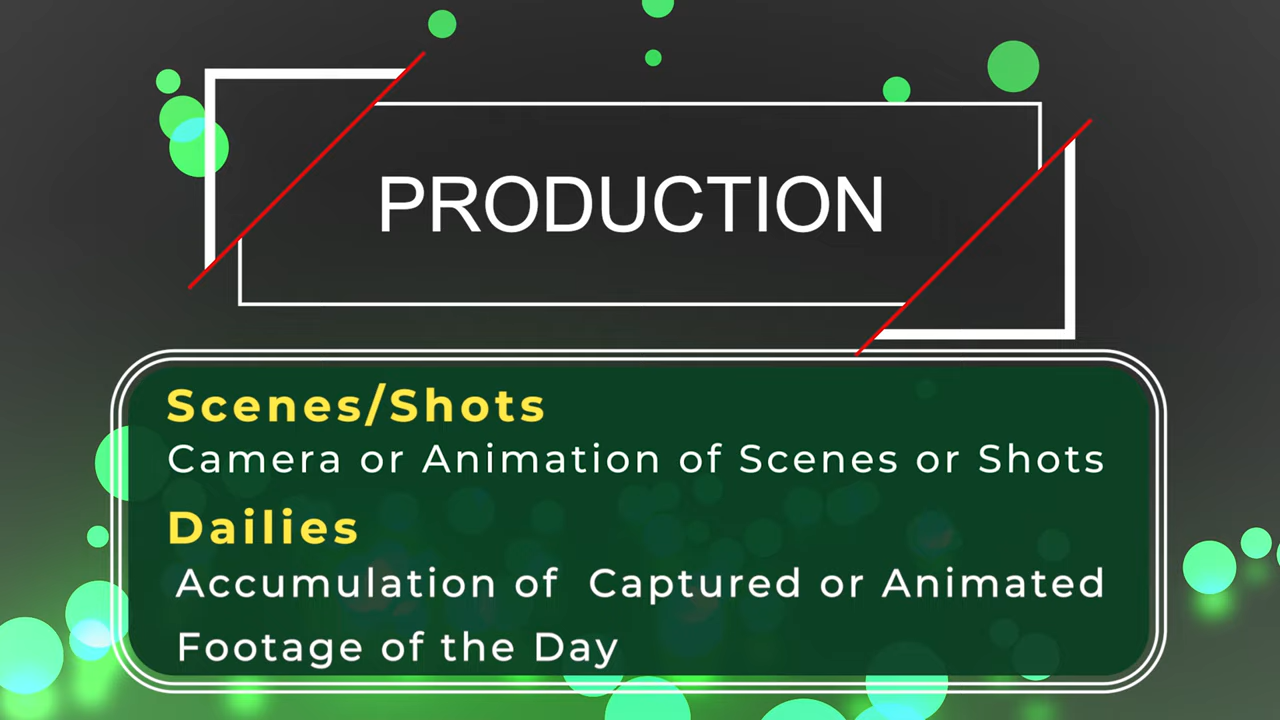 PRODUCTION
Scenes/Shots
Camera or Animation of Scenes or Shots
Dailies
Accumulation of Captured or Animated
Footage of the Day